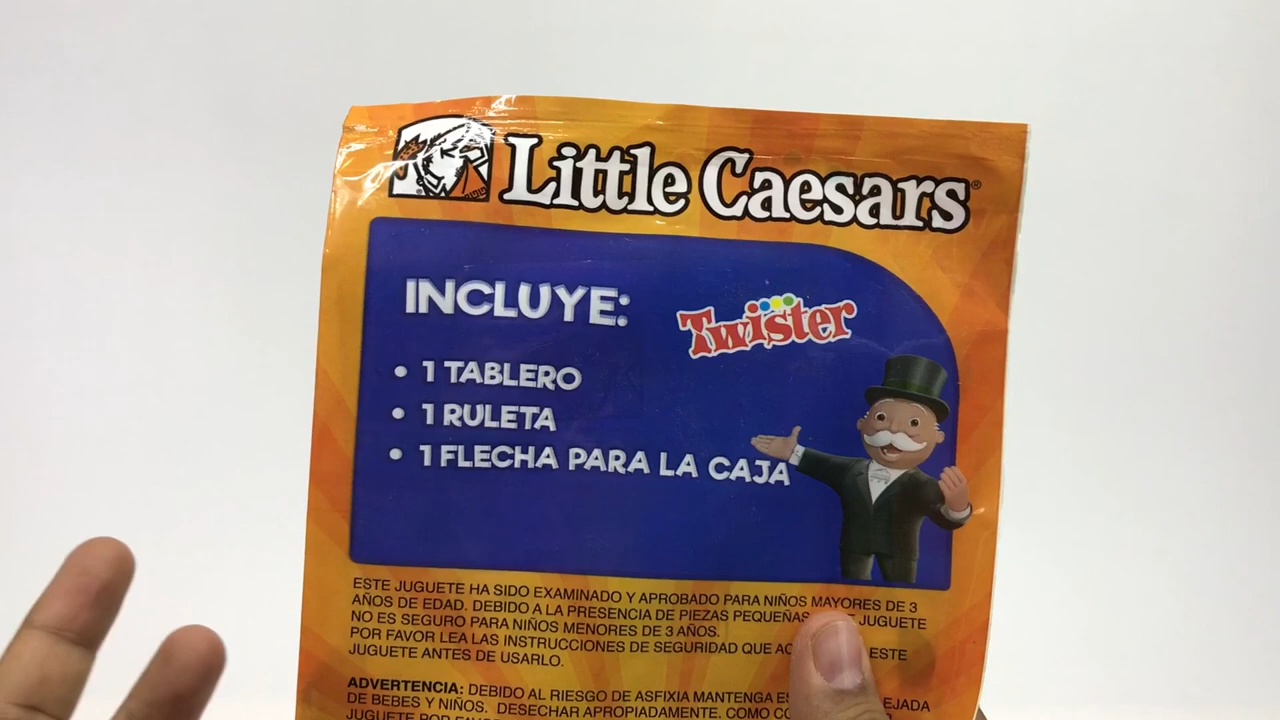 Little Caesars®
INCLUYE:
Twister
• 1 TABLERO
• 1 RULETA
• 1 FLECHA PARA LA CAJA
ESTE JUGUETE HA SIDO EXAMINADO Y APROBADO PARA NIÑOS MAYORES DE 3
AÑOS DE EDAD. DEBIDO A LA PRESENCIA DE PIEZAS PEQUEÑAS JUGUETE
NO ES SEGURO PARA NIÑOS MENORES DE 3 AÑOS.
POR FAVOR LEA LAS INSTRUCCIONES DE SEGURIDAD QUE ESTE
JUGUETE ANTES DE USARLO.
ADVERTENCIA: DEBIDO AL RIESGO DE ASFIXIA MANTENGA
DE BEBES Y NIÑOS. DESECHAR APROPIADAMENTE. COMO
JUGUETE POR